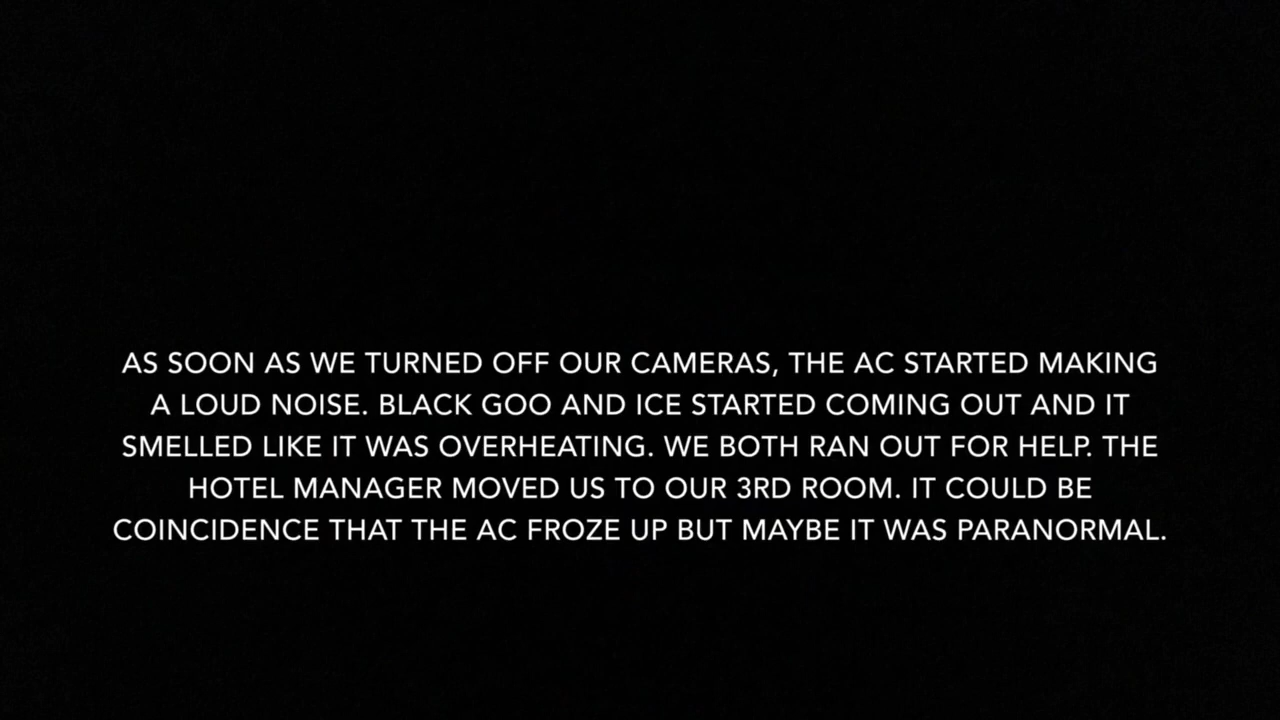 AS SOON AS WE TURNED OFF OUR CAMERAS, THE AC STARTED MAKING
A LOUD NOISE. BLACK GOO AND ICE STARTED COMING OUT AND IT
SMELLED LIKE IT WAS OVERHEATING. WE BOTH RAN OUT FOR HELP. THE
HOTEL MANAGER MOVED US TO OUR 3RD ROOM. IT COULD BE
COINCIDENCE THAT THE AC FROZE UP BUT MAYBE IT WAS PARANORMAL.